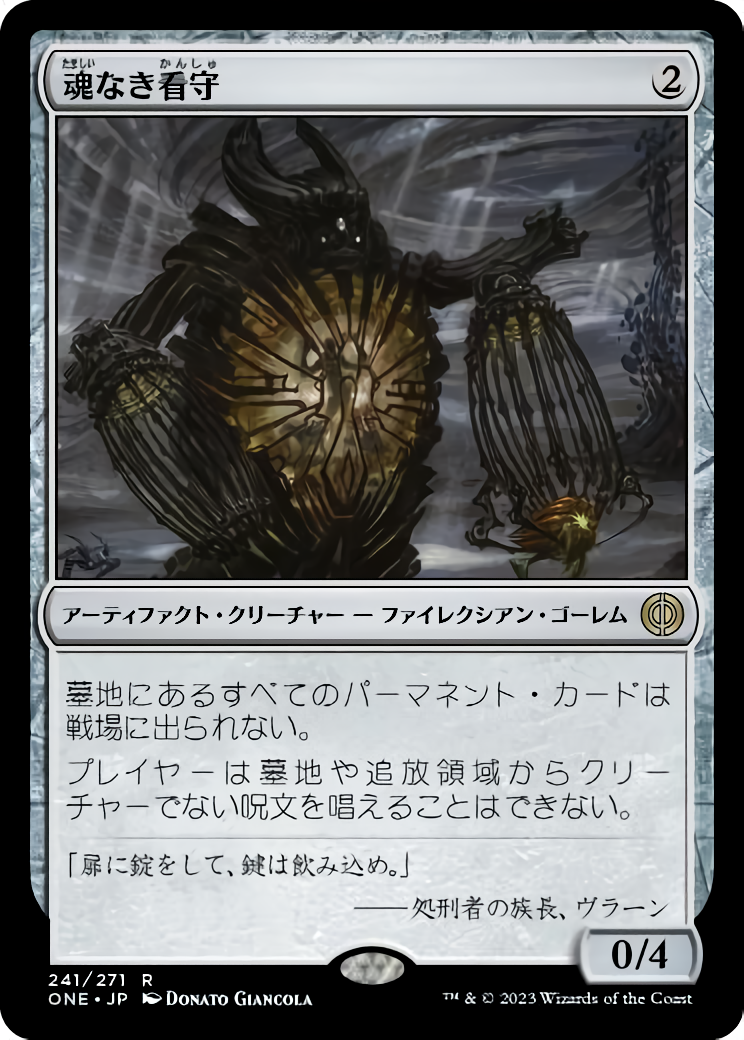 たましい かんしゅ
魂なき看守 2
アーティファクト・クリーチャー — ファイレクシアン・ゴーレム
墓地にあるすべてのパーマネント・カードは
戦場に出られない。
プレイヤーは墓地や追放領域からクリー
チャーでない呪文を唱えることはできない。
「扉に錠をして、鍵は飲み込め。」
——処刑者の族長、ヴラーン
0/4
241/271 R
ONE • JP DONATO GIANCOLA
™ & © 2023 Wizards of the Coast